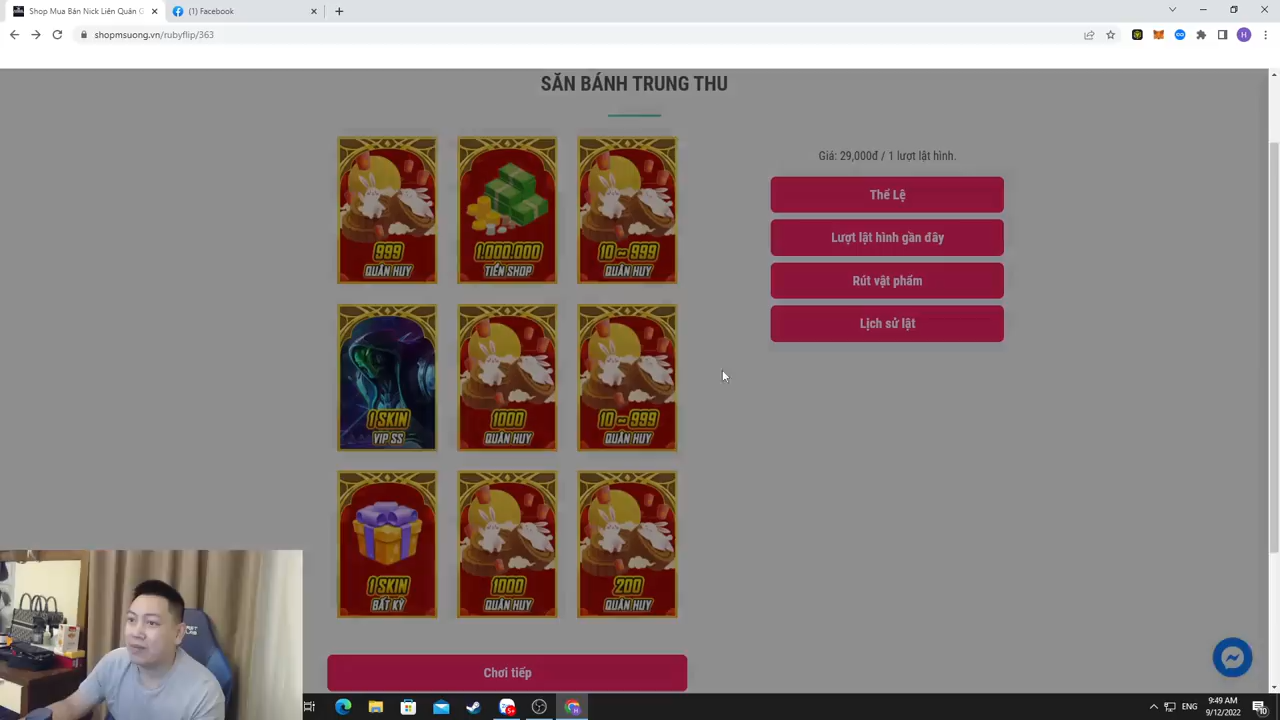 Shop Mua Bán Nick Liên Quân G
(1) Facebook
shopmsuong.vn/rubyflip/363
H
SĂN BÁNH TRUNG THU
999
QUÂN HUY
1.000.000
TIỀN SHOP
10 ~ 999
QUÂN HUY
1 SKIN
VIP SS
1000
QUÂN HUY
10 ~ 999
QUÂN HUY
1 SKIN
BẤT KỲ
1000
QUÂN HUY
200
QUÂN HUY
Chơi tiếp
Giá: 29,000đ / 1 lượt lật hình.
Thể Lệ
Lượt lật hình gần đây
Rút vật phẩm
Lịch sử lật
ENG
9:49 AM
9/12/2022
10